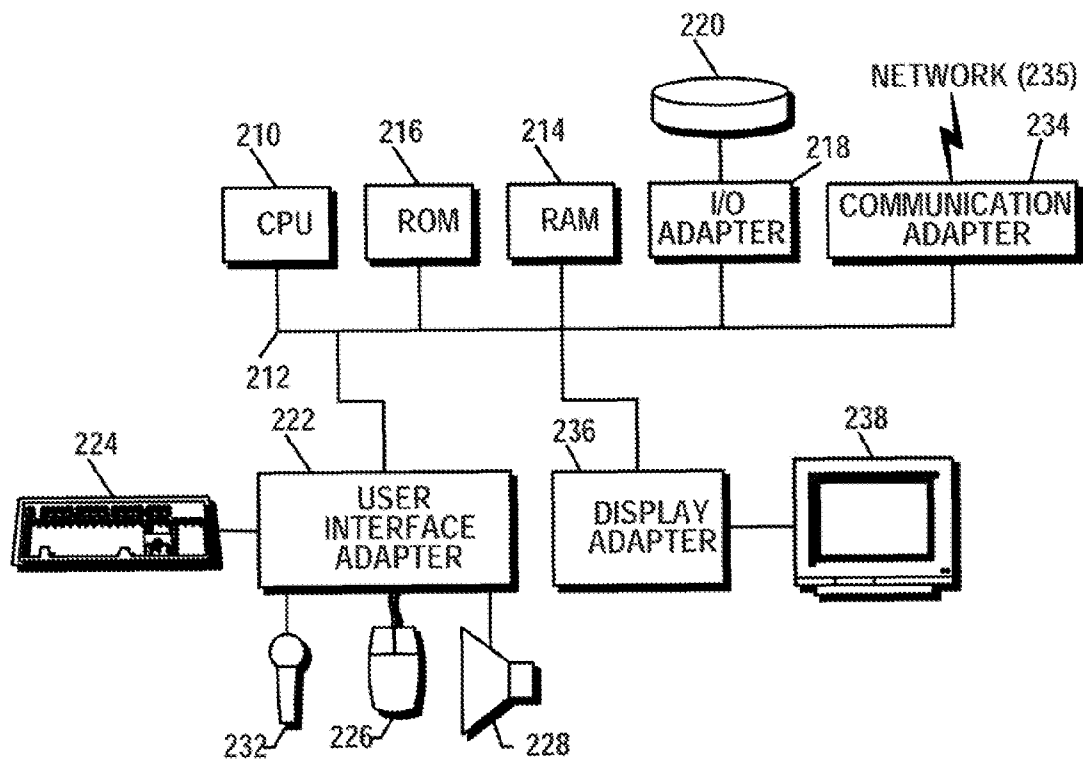 220
NETWORK (235)
210
216
214
218
234
CPU
ROM
RAM
I/O
ADAPTER
COMMUNICATION
ADAPTER
212
222
236
238
224
USER
INTERFACE
ADAPTER
DISPLAY
ADAPTER
232
226
228